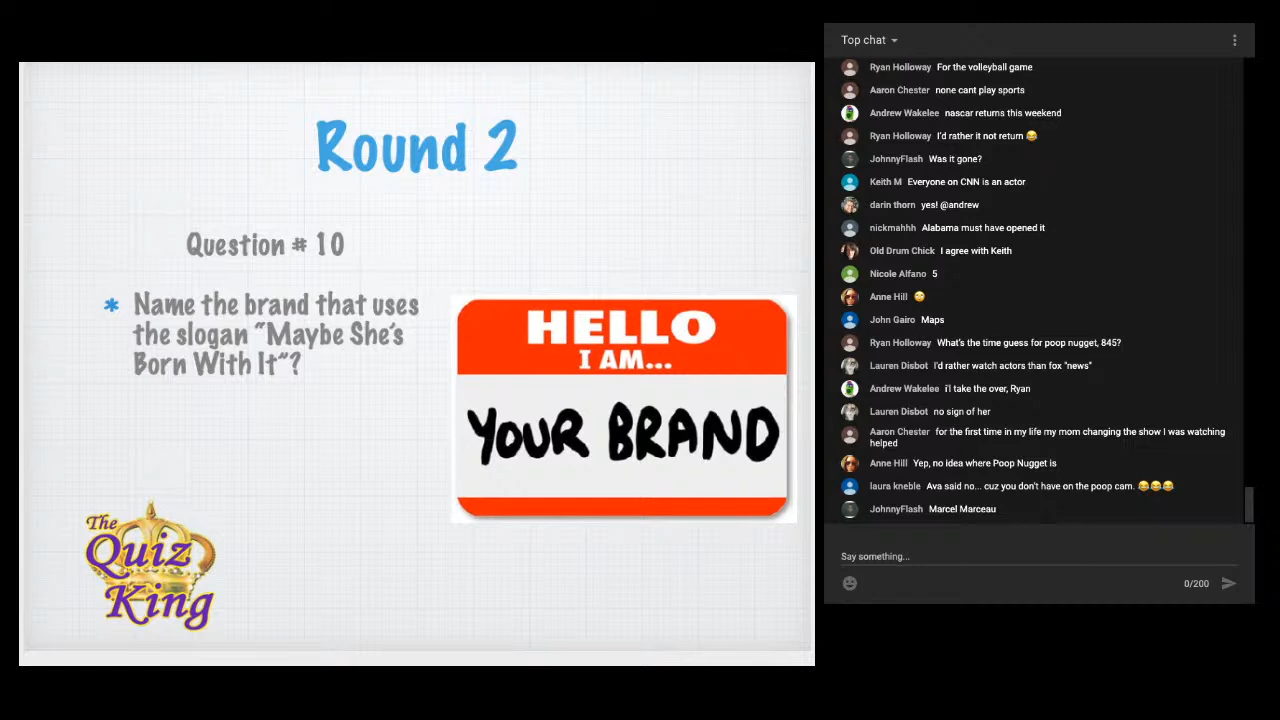 Round 2
Question # 10
* Name the brand that uses
the slogan “Maybe She’s
Born With It”?
HELLO
I AM...
YOUR BRAND
The
Quiz
King
Top chat
Ryan Holloway For the volleyball game
Aaron Chester none cant play sports
Andrew Wakelee nascar returns this weekend
Ryan Holloway I'd rather it not return 😂
JohnnyFlash Was it gone?
Keith M Everyone on CNN is an actor
darin thorn yes! @andrew
nickmahhh Alabama must have opened it
Old Drum Chick I agree with Keith
Nicole Alfano 5
Anne Hill 🙄
John Gairo Maps
Ryan Holloway What's the time guess for poop nugget, 845?
Lauren Disbot I'd rather watch actors than fox "news"
Andrew Wakelee i'l take the over, Ryan
Lauren Disbot no sign of her
Aaron Chester for the first time in my life my mom changing the show I was watching
helped
Anne Hill Yep, no idea where Poop Nugget is
laura kneble Ava said no... cuz you don't have on the poop cam. 😂😂😂
JohnnyFlash Marcel Marceau
Say something...
0/200